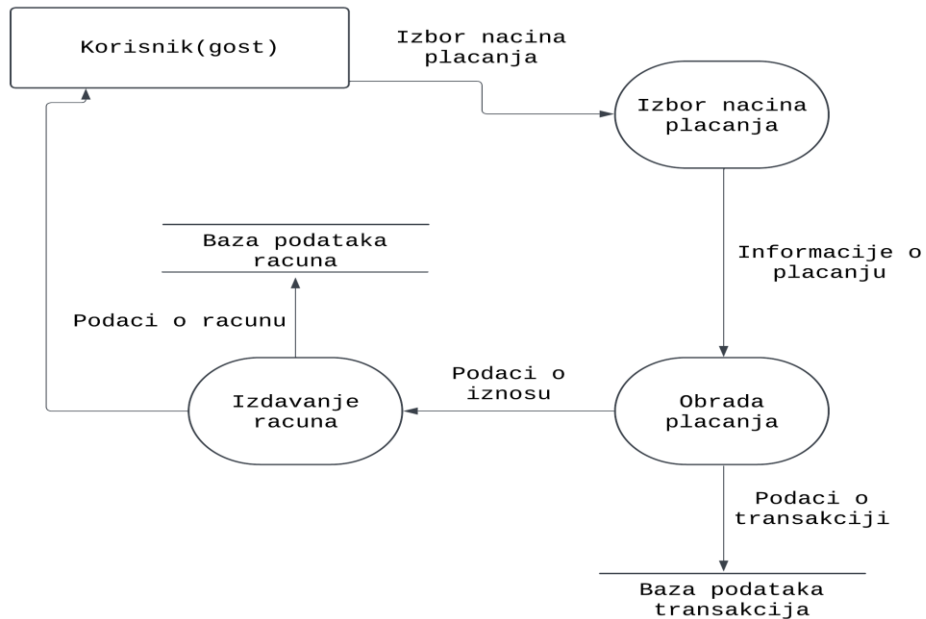 Korisnik(gost)
Izbor nacina
placanja
Izbor nacina
placanja
Baza podataka
racuna
Informacije o
placanju
Podaci o racunu
Podaci o
iznosu
Izdavanje
racuna
Obrada
placanja
Podaci o
transakciji
Baza podataka
transakcija